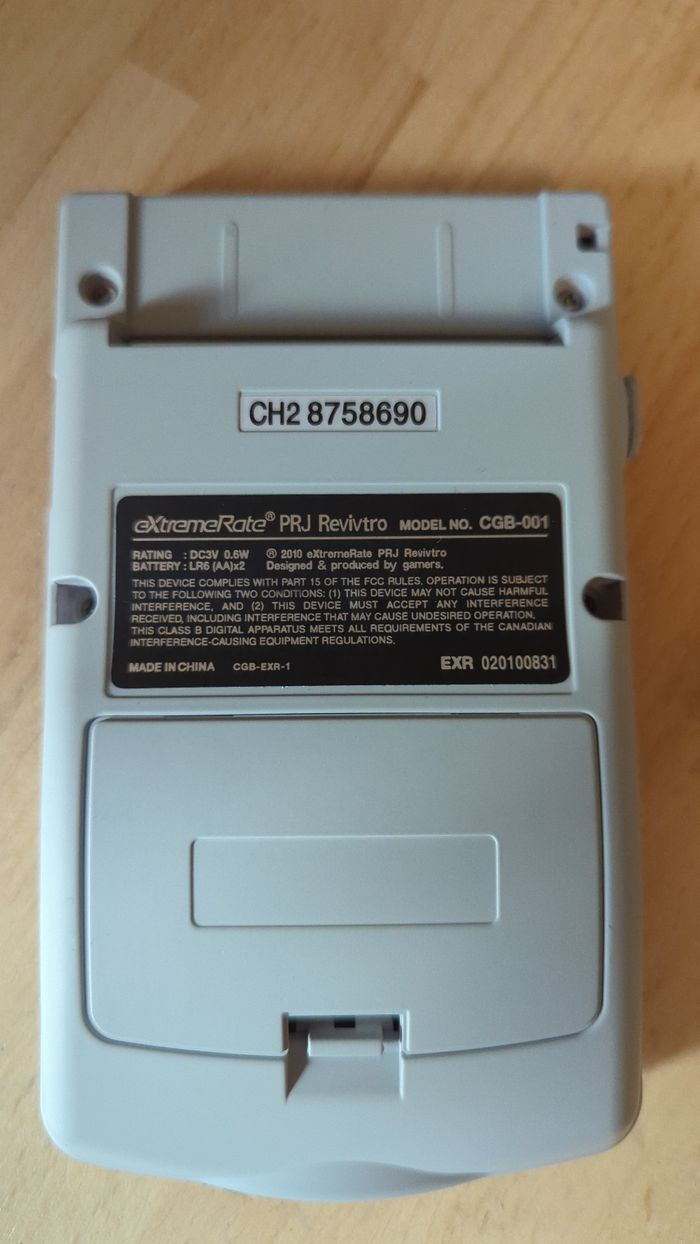 CH2 8758690
eXtremeRate® PRJ Revivtro MODEL NO. CGB-001
RATING : DC3V 0.6W ® 2010 eXtremeRate PRJ Revivtro
BATTERY : LR6 (AA)x2 Designed & produced by gamers.
THIS DEVICE COMPLIES WITH PART 15 OF THE FCC RULES. OPERATION IS SUBJECT
TO THE FOLLOWING TWO CONDITIONS: (1) THIS DEVICE MAY NOT CAUSE HARMFUL
INTERFERENCE, AND (2) THIS DEVICE MUST ACCEPT ANY INTERFERENCE
RECEIVED, INCLUDING INTERFERENCE THAT MAY CAUSE UNDESIRED OPERATION.
THIS CLASS B DIGITAL APPARATUS MEETS ALL REQUIREMENTS OF THE CANADIAN
INTERFERENCE-CAUSING EQUIPMENT REGULATIONS.
MADE IN CHINA CGB-EXR-1 EXR 020100831